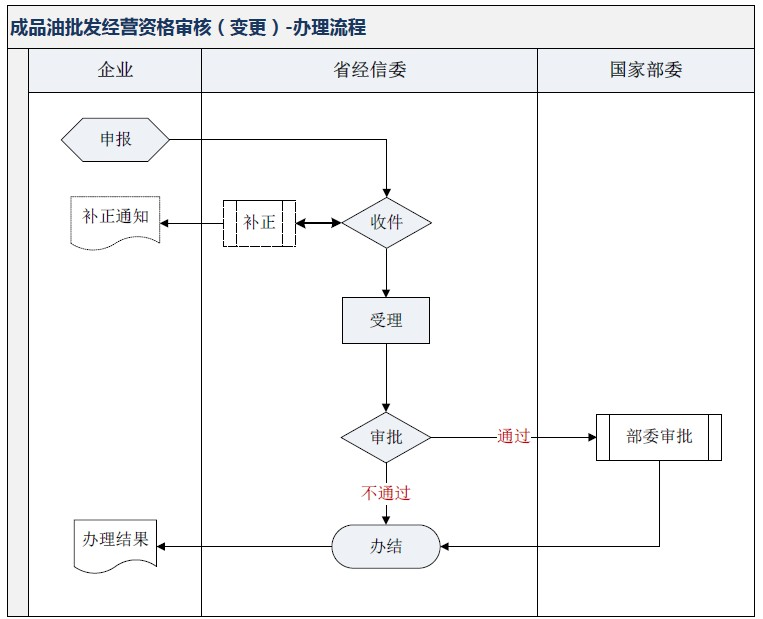 成品油批发经营资格审核（变更）-办理流程
企业
省经信委
国家部委
申报
补正通知
补正
收件
受理
审批
通过
部委审批
不通过
办理结果
办结